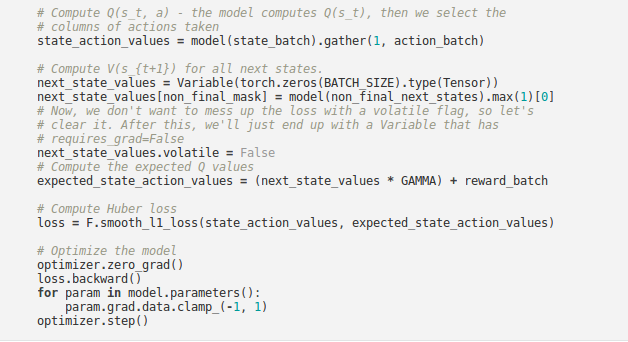 # Compute Q(s_t, a) - the model computes Q(s_t), then we select the
# columns of actions taken
state_action_values = model(state_batch).gather(1, action_batch)
# Compute V(s_{t+1}) for all next states.
next_state_values = Variable(torch.zeros(BATCH_SIZE).type(Tensor))
next_state_values[non_final_mask] = model(non_final_next_states).max(1)[0]
# Now, we don't want to mess up the loss with a volatile flag, so let's
# clear it. After this, we'll just end up with a Variable that has
# requires_grad=False
next_state_values.volatile = False
# Compute the expected Q values
expected_state_action_values = (next_state_values * GAMMA) + reward_batch
# Compute Huber loss
loss = F.smooth_l1_loss(state_action_values, expected_state_action_values)
# Optimize the model
optimizer.zero_grad()
loss.backward()
for param in model.parameters():
    param.grad.data.clamp_(-1, 1)
optimizer.step()